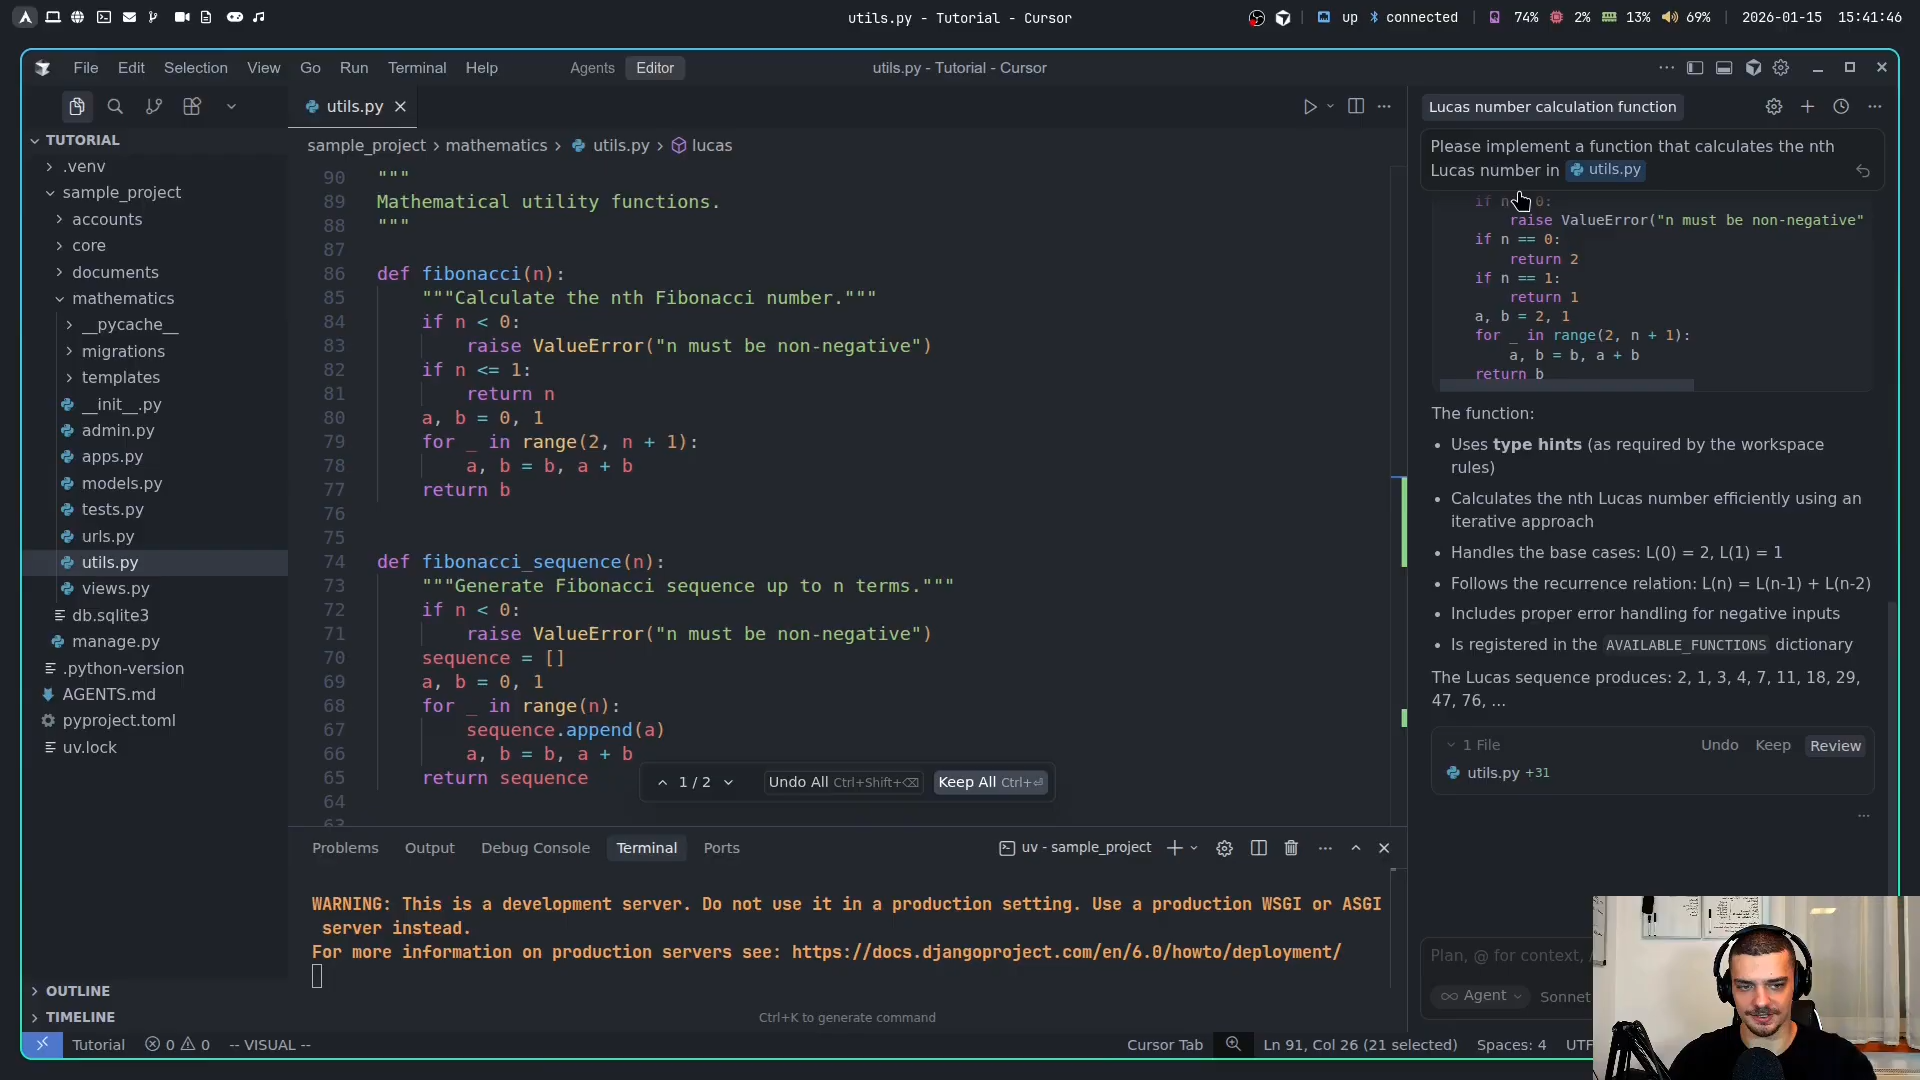 utils.py - Tutorial - Cursor
up connected 74% 2% 13% 69% 2026-01-15 15:41:46
File Edit Selection View Go Run Terminal Help Agents Editor utils.py - Tutorial - Cursor
utils.py
TUTORIAL
.venv
sample_project
accounts
core
documents
mathematics
__pycache__
migrations
templates
__init__.py
admin.py
apps.py
models.py
tests.py
urls.py
utils.py
views.py
db.sqlite3
manage.py
.python-version
AGENTS.md
pyproject.toml
uv.lock
OUTLINE
TIMELINE
sample_project › mathematics › utils.py › lucas
90 """
89 Mathematical utility functions.
88 """
87
86 def fibonacci(n):
85 """Calculate the nth Fibonacci number."""
84 if n < 0:
83 raise ValueError("n must be non-negative")
82 if n <= 1:
81 return n
80 a, b = 0, 1
79 for _ in range(2, n + 1):
78 a, b = b, a + b
77 return b
76
75
74 def fibonacci_sequence(n):
73 """Generate Fibonacci sequence up to n terms."""
72 if n < 0:
71 raise ValueError("n must be non-negative")
70 sequence = []
69 a, b = 0, 1
68 for _ in range(n):
67 sequence.append(a)
66 a, b = b, a + b
65 return sequence
64
63
1 / 2 Undo All Ctrl+Shift+⌫ Keep All Ctrl+⏎
Problems Output Debug Console Terminal Ports uv - sample_project
WARNING: This is a development server. Do not use it in a production setting. Use a production WSGI or ASGI
server instead.
For more information on production servers see: https://docs.djangoproject.com/en/6.0/howto/deployment/
Ctrl+K to generate command
Lucas number calculation function
Please implement a function that calculates the nth
Lucas number in utils.py
if n 0:
raise ValueError("n must be non-negative"
if n == 0:
return 2
if n == 1:
return 1
a, b = 2, 1
for _ in range(2, n + 1):
a, b = b, a + b
return b
The function:
• Uses type hints (as required by the workspace
rules)
• Calculates the nth Lucas number efficiently using an
iterative approach
• Handles the base cases: L(0) = 2, L(1) = 1
• Follows the recurrence relation: L(n) = L(n-1) + L(n-2)
• Includes proper error handling for negative inputs
• Is registered in the AVAILABLE_FUNCTIONS dictionary
The Lucas sequence produces: 2, 1, 3, 4, 7, 11, 18, 29,
47, 76, ...
1 File Undo Keep Review
utils.py +31
Plan, @ for context,
Agent Sonnet
Tutorial 0 0 -- VISUAL -- Cursor Tab Ln 91, Col 26 (21 selected) Spaces: 4 UTF